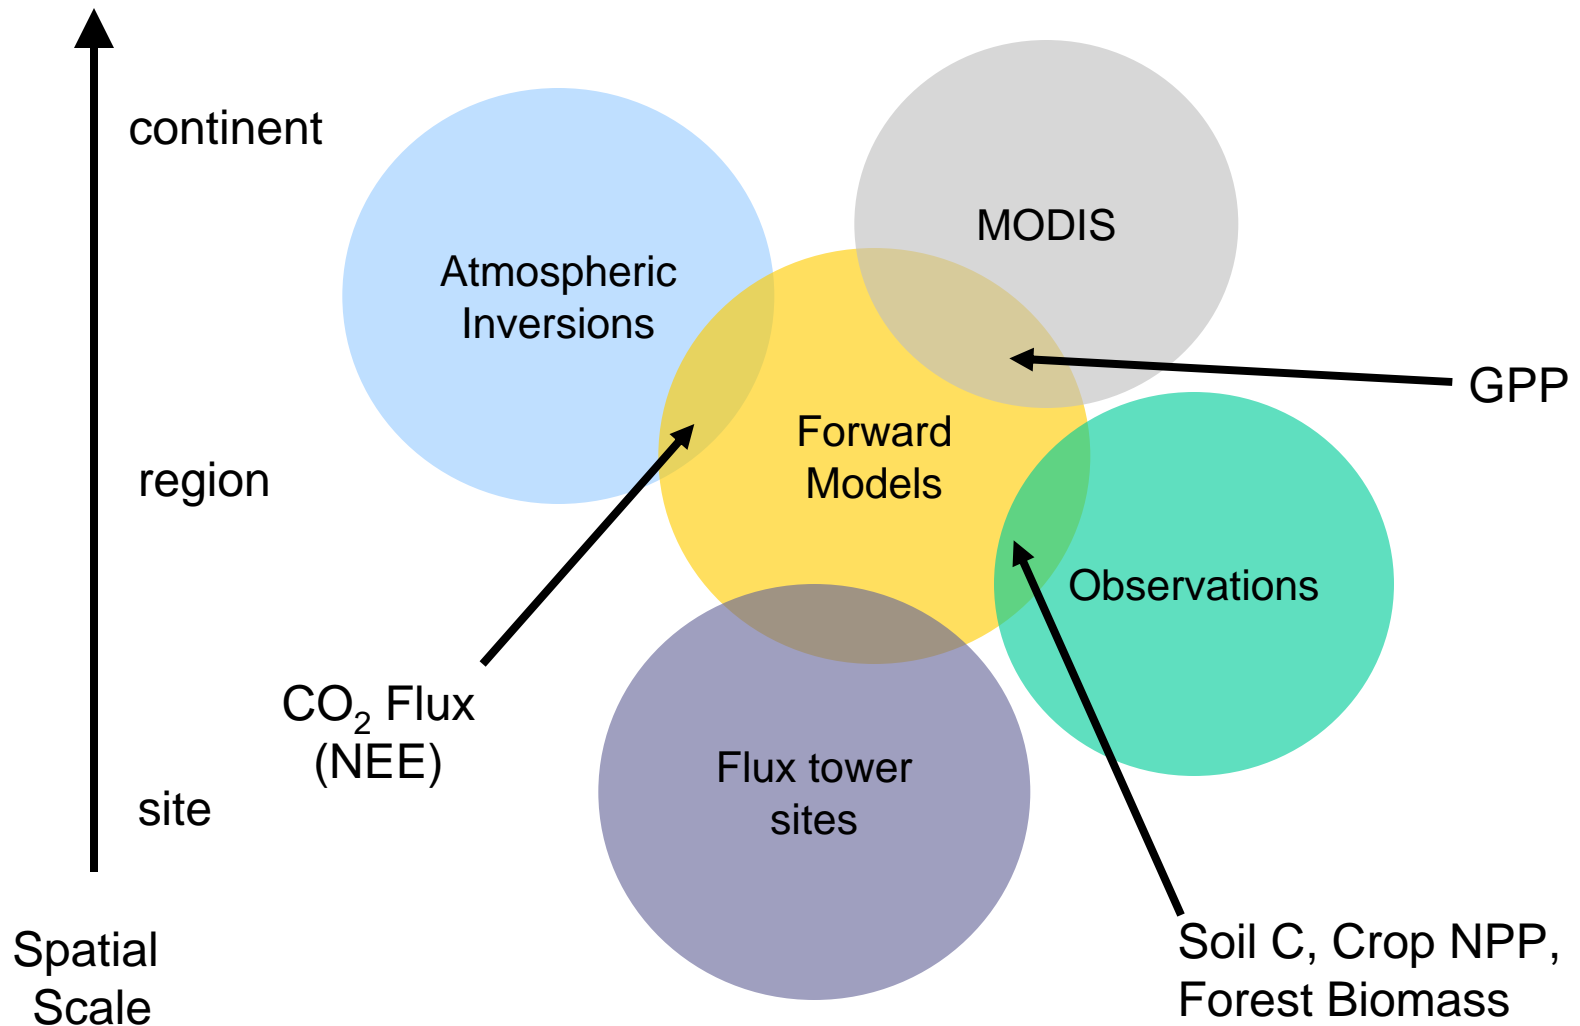 continent
MODIS
Atmospheric
Inversions
GPP
Forward
Models
region
Observations
CO₂ Flux
(NEE)
Flux tower
sites
site
Spatial
Scale
Soil C, Crop NPP,
Forest Biomass